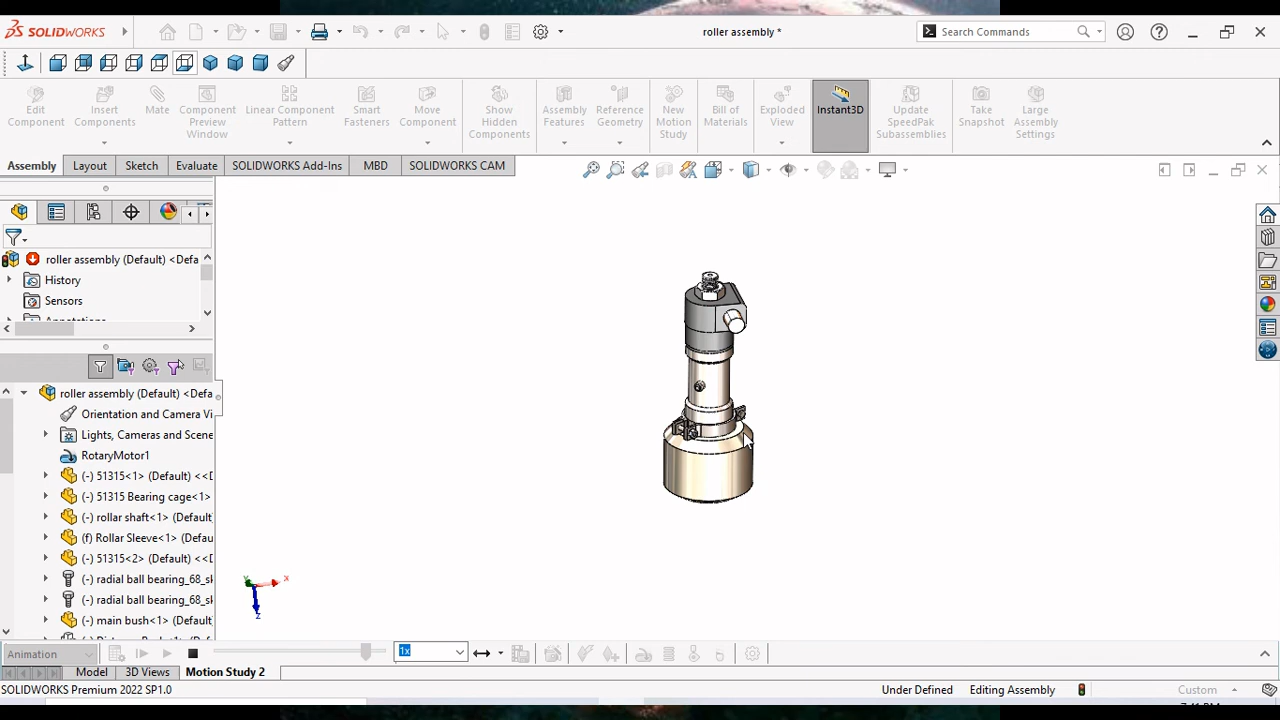 SOLIDWORKS
roller assembly *
Search Commands
Edit Component
Insert Components
Mate
Component Preview Window
Linear Component Pattern
Smart Fasteners
Move Component
Show Hidden Components
Assembly Features
Reference Geometry
New Motion Study
Bill of Materials
Exploded View
Instant3D
Update SpeedPak Subassemblies
Take Snapshot
Large Assembly Settings
Assembly
Layout
Sketch
Evaluate
SOLIDWORKS Add-Ins
MBD
SOLIDWORKS CAM
roller assembly (Default) <Defa
History
Sensors
roller assembly (Default) <Defa
Orientation and Camera Vi
Lights, Cameras and Scene
RotaryMotor1
(-) 51315<1> (Default) <<D
(-) 51315 Bearing cage<1>
(-) rollar shaft<1> (Default)
(f) Rollar Sleeve<1> (Defau
(-) 51315<2> (Default) <<D
(-) radial ball bearing_68_sk
(-) radial ball bearing_68_sk
(-) main bush<1> (Default)
X
Y
Z
Animation
1x
Model
3D Views
Motion Study 2
SOLIDWORKS Premium 2022 SP1.0
Under Defined
Editing Assembly
Custom